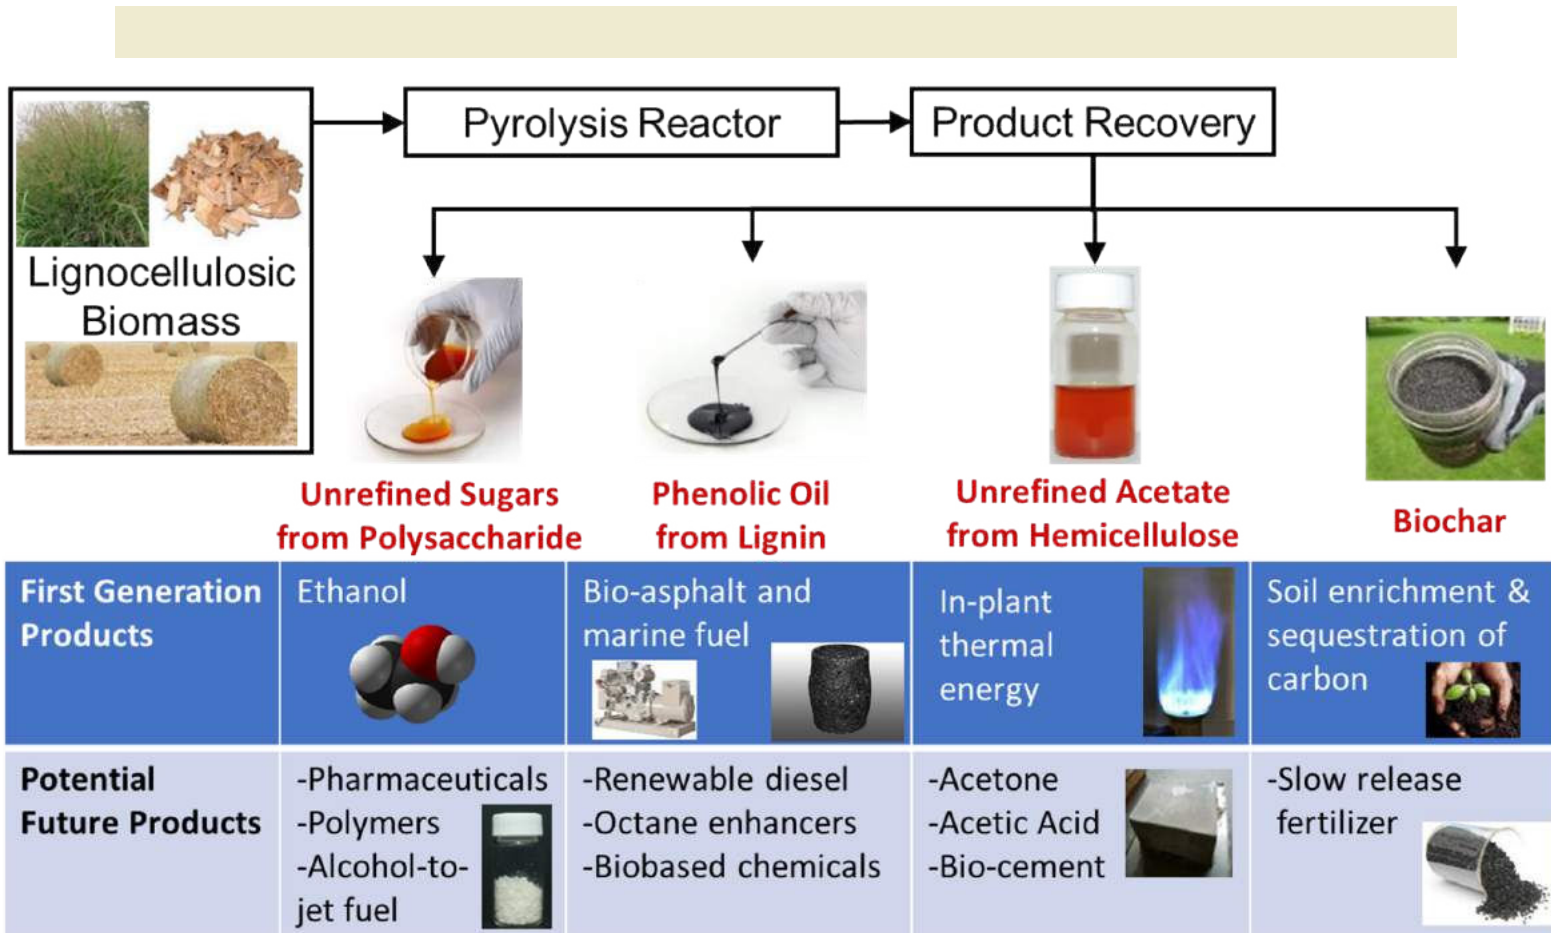 Pyrolysis Reactor
Product Recovery
Lignocellulosic
Biomass
Unrefined Sugars
from Polysaccharide
Phenolic Oil
from Lignin
Unrefined Acetate
from Hemicellulose
Biochar
First Generation
Products
Ethanol
Bio-asphalt and
marine fuel
In-plant
thermal
energy
Soil enrichment &
sequestration of
carbon
Potential
Future Products
-Pharmaceuticals
-Polymers
-Alcohol-to-
jet fuel
-Renewable diesel
-Octane enhancers
-Biobased chemicals
-Acetone
-Acetic Acid
-Bio-cement
-Slow release
fertilizer